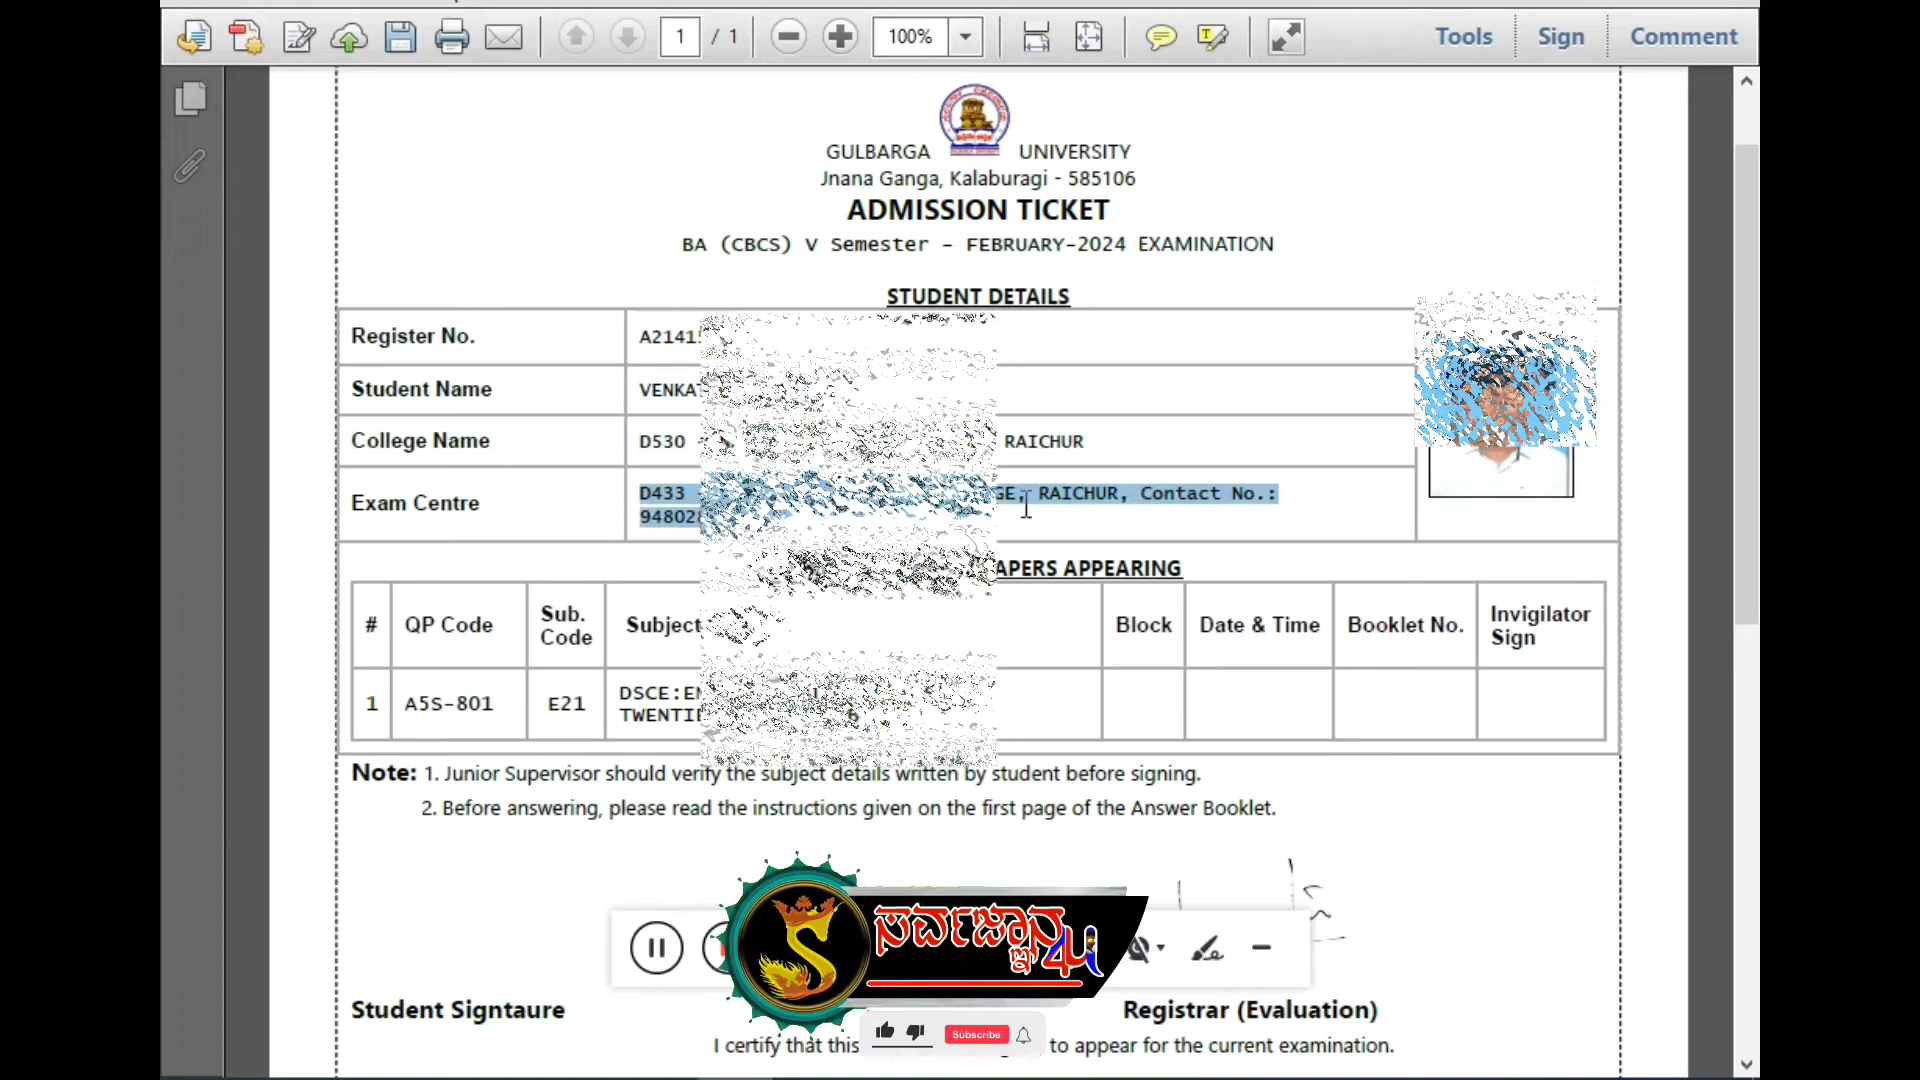 1 / 1 100% Tools Sign Comment
GULBARGA UNIVERSITY
Jnana Ganga, Kalaburagi - 585106
ADMISSION TICKET
BA (CBCS) V Semester - FEBRUARY-2024 EXAMINATION
STUDENT DETAILS
Register No. A2141
Student Name VENKA
College Name D530 RAICHUR
Exam Centre D433 - GE, RAICHUR, Contact No.:
94802
APERS APPEARING
# QP Code Sub. Code Subject Block Date & Time Booklet No. Invigilator Sign
1 A5S-801 E21 DSCE:E
TWENTIE
Note: 1. Junior Supervisor should verify the subject details written by student before signing.
2. Before answering, please read the instructions given on the first page of the Answer Booklet.
S ಸರ್ವಜ್ಞಾನ 4U
Student Signtaure Registrar (Evaluation)
Subscribe
I certify that this to appear for the current examination.